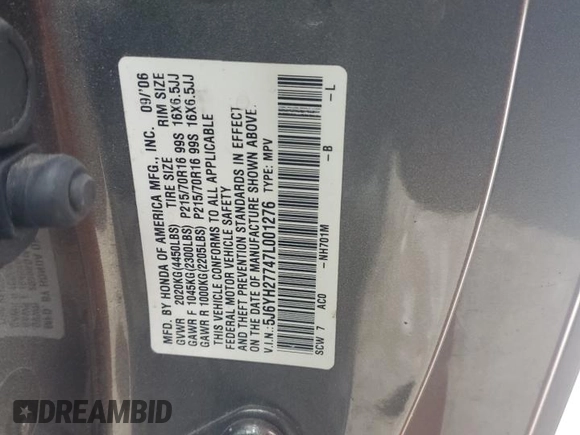 MFD. BY HONDA OF AMERICA MFG., INC. 09/'06
GVWR 2020KG(4450LBS) TIRE SIZE RIM SIZE
GAWR F 1045KG(2300LBS) P215/70R16 99S 16X6.5JJ
GAWR R 1000KG(2205LBS) P215/70R16 99S 16X6.5JJ
THIS VEHICLE CONFORMS TO ALL APPLICABLE
FEDERAL MOTOR VEHICLE SAFETY
AND THEFT PREVENTION STANDARDS IN EFFECT
ON THE DATE OF MANUFACTURE SHOWN ABOVE.
V.I.N:5J6YH27747L001276 TYPE: MPV
SCW 7 AC0 -NH701M -B -L
DREAMBID